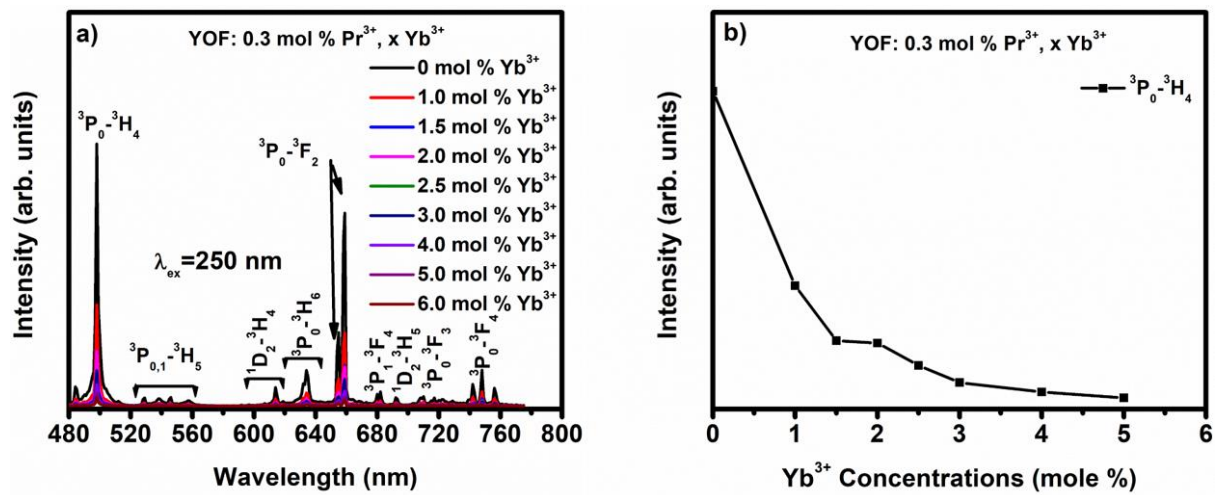 a)
YOF: 0.3 mol % Pr³⁺, x Yb³⁺
0 mol % Yb³⁺
1.0 mol % Yb³⁺
1.5 mol % Yb³⁺
2.0 mol % Yb³⁺
2.5 mol % Yb³⁺
3.0 mol % Yb³⁺
4.0 mol % Yb³⁺
5.0 mol % Yb³⁺
6.0 mol % Yb³⁺
³P₀-³H₄
³P₀-³F₂
λₑₓ=250 nm
³P₀,₁-³H₅
¹D₂-³H₄
³P₀-³H₆
³P₁-³F₄
¹D₂-³H₅
³P₀-³F₃
³P₀-³F₄
Intensity (arb. units)
480 520 560 600 640 680 720 760 800
Wavelength (nm)
b)
YOF: 0.3 mol % Pr³⁺, x Yb³⁺
³P₀-³H₄
Intensity (arb. units)
0 1 2 3 4 5 6
Yb³⁺ Concentrations (mole %)